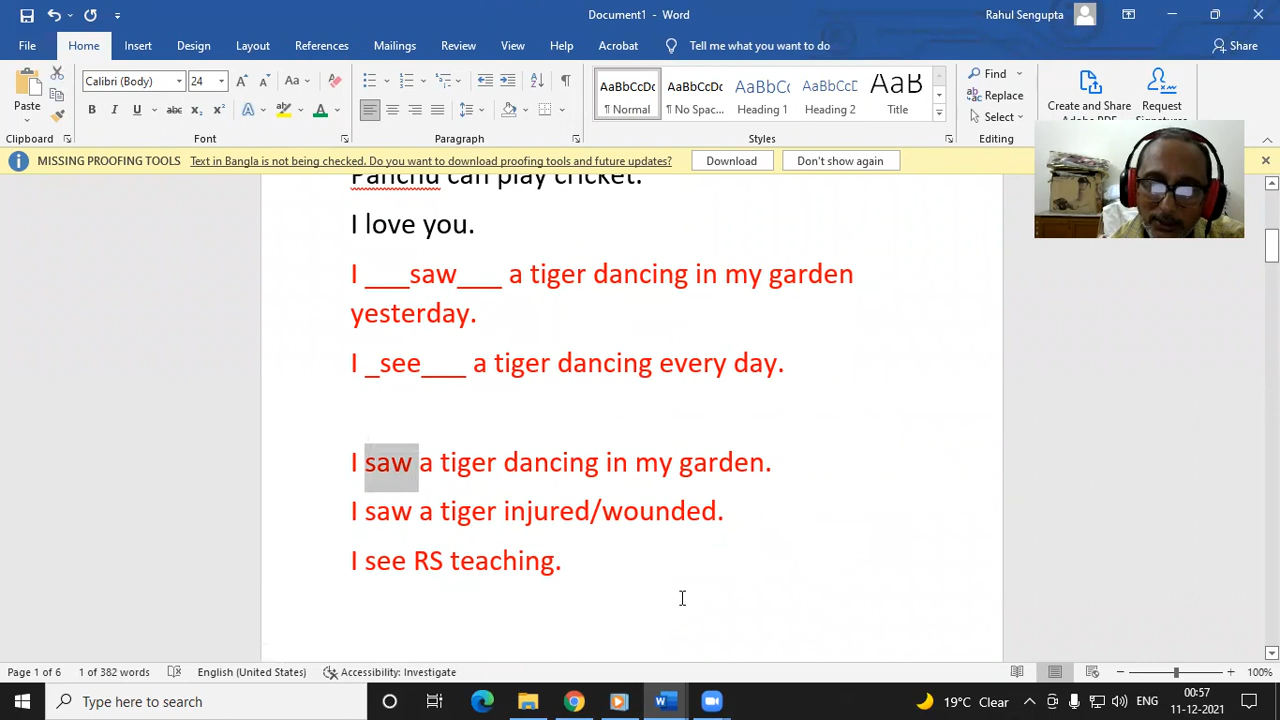 Document1 - Word
Rahul Sengupta
File Home Insert Design Layout References Mailings Review View Help Acrobat Tell me what you want to do Share
Paste
Clipboard
Calibri (Body) 24
Font
Paragraph
AaBbCcDc AaBbCcDc AaBbCc AaBbCcD AaB
¶ Normal ¶ No Spac... Heading 1 Heading 2 Title
Styles
Find
Replace
Select
Editing
Create and Share
Adobe PDF
Request
Signatures
MISSING PROOFING TOOLS Text in Bangla is not being checked. Do you want to download proofing tools and future updates? Download Don't show again
Panchu can play cricket.
I love you.
I ___saw___ a tiger dancing in my garden
yesterday.
I _see___ a tiger dancing every day.
I saw a tiger dancing in my garden.
I saw a tiger injured/wounded.
I see RS teaching.
Page 1 of 6 1 of 382 words English (United States) Accessibility: Investigate 100%
Type here to search
19°C Clear
ENG
00:57
11-12-2021